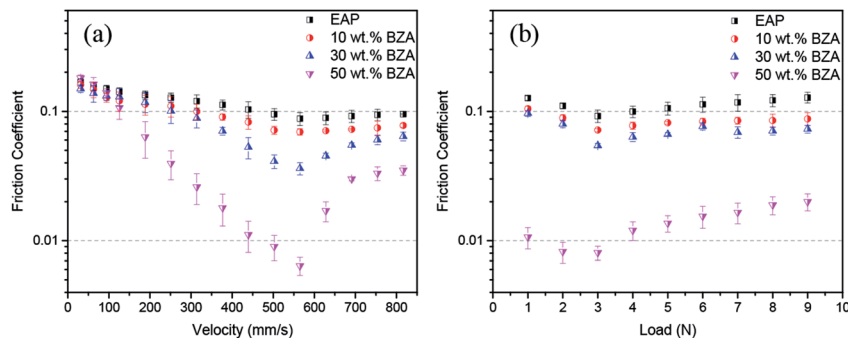 (a)
EAP
10 wt.% BZA
30 wt.% BZA
50 wt.% BZA
1
0.1
0.01
Friction Coefficient
0 100 200 300 400 500 600 700 800
Velocity (mm/s)
(b)
EAP
10 wt.% BZA
30 wt.% BZA
50 wt.% BZA
1
0.1
0.01
Friction Coefficient
0 1 2 3 4 5 6 7 8 9 10
Load (N)